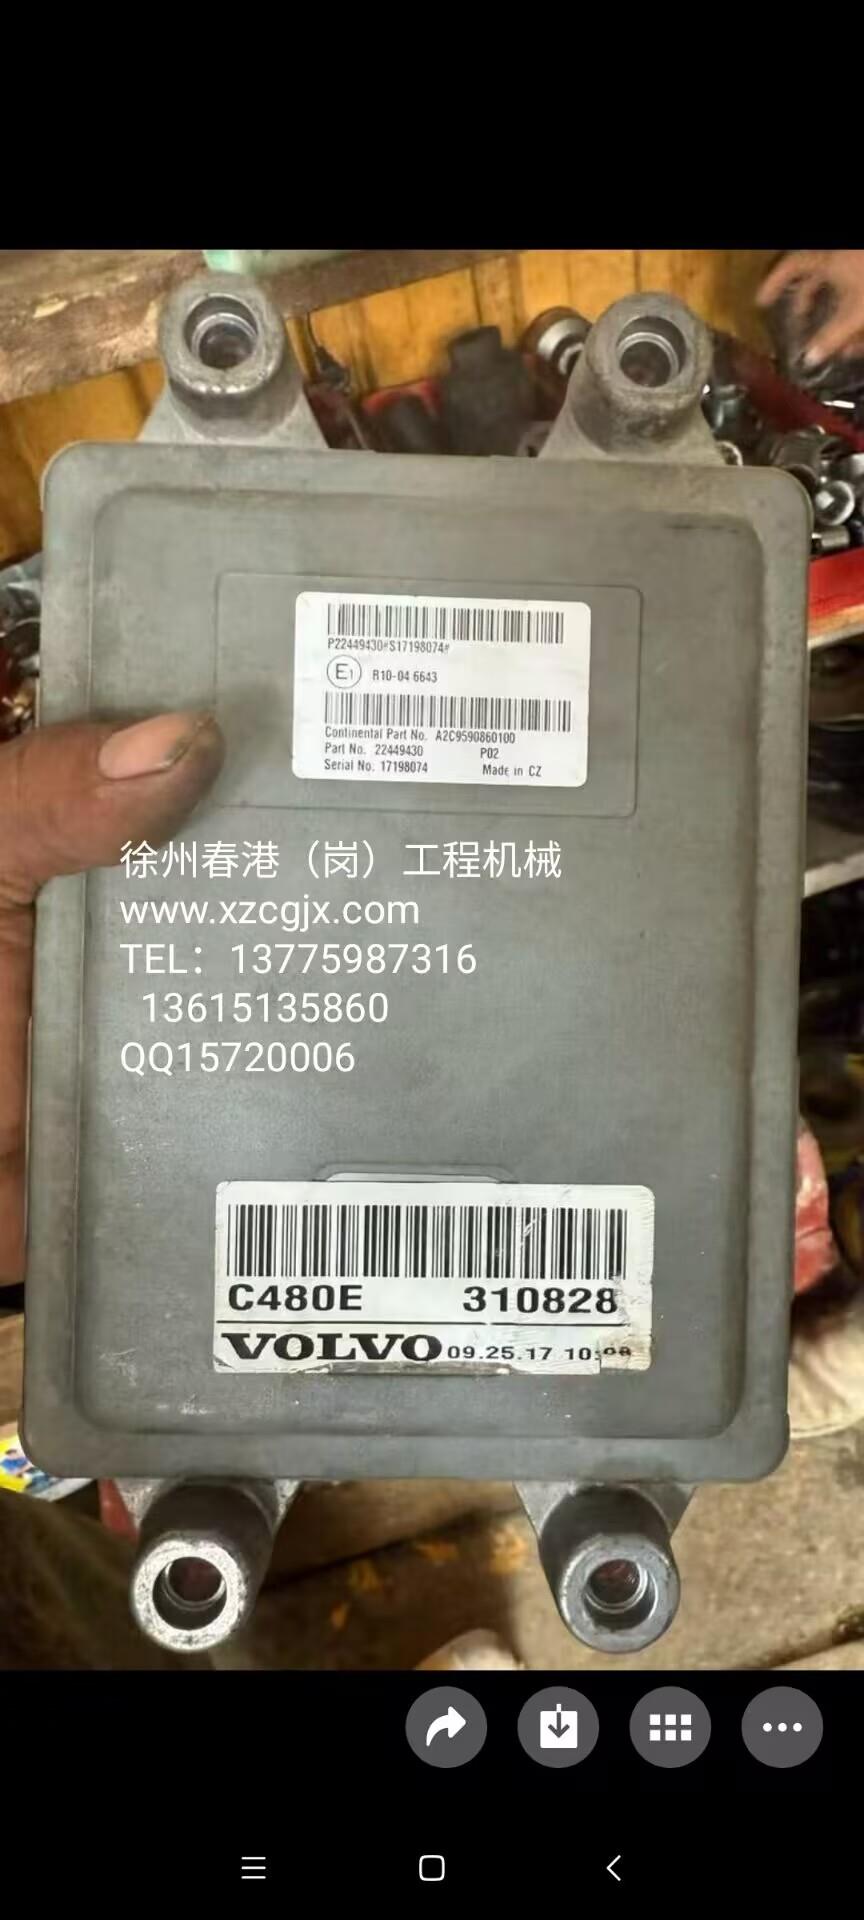 P22449430#S17198074#
E1 R10-04 6643
Continental Part No. A2C9590860100
Part No. 22449430 P02
Serial No. 17198074 Made in CZ
徐州春港（岗）工程机械
www.xzcgjx.com
TEL：13775987316
13615135860
QQ15720006
C480E 310828
VOLVO 09.25.17